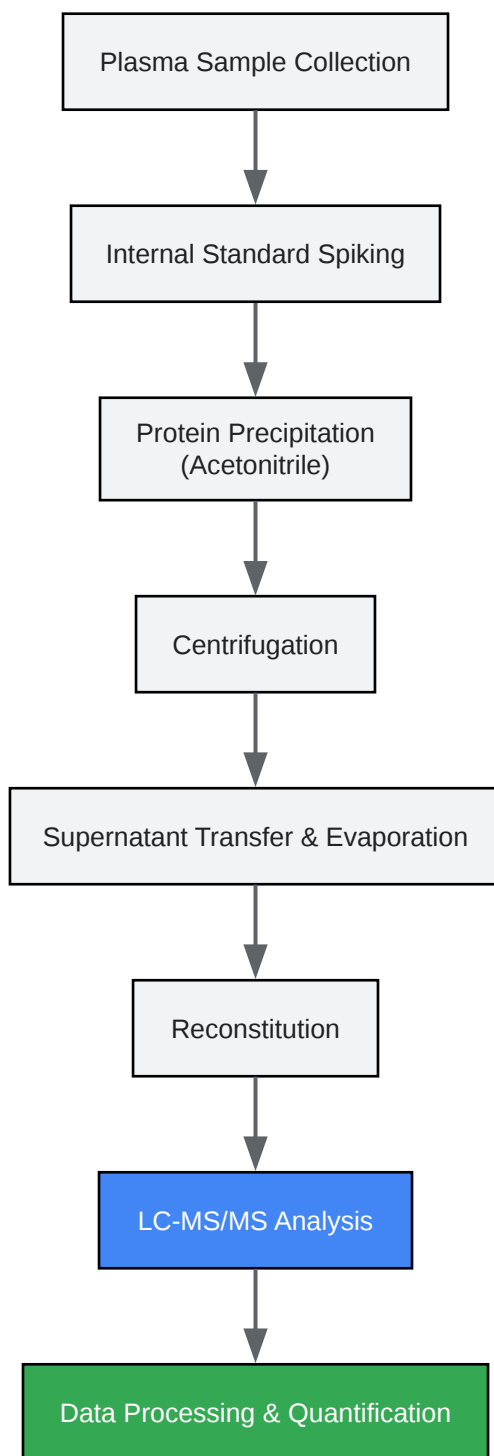 Plasma Sample Collection
Internal Standard Spiking
Protein Precipitation
(Acetonitrile)
Centrifugation
Supernatant Transfer & Evaporation
Reconstitution
LC-MS/MS Analysis
Data Processing & Quantification